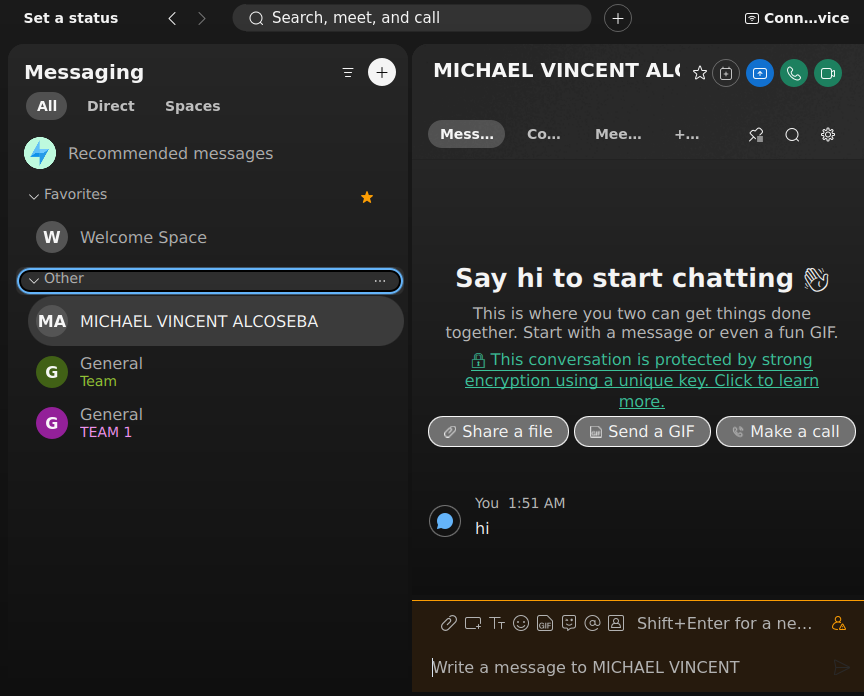 Set a status
Search, meet, and call
Conn...vice
Messaging
All Direct Spaces
Recommended messages
Favorites
W Welcome Space
Other
MA MICHAEL VINCENT ALCOSEBA
G General
Team
G General
TEAM 1
MICHAEL VINCENT ALC
Mess... Co... Mee... +...
Say hi to start chatting
This is where you two can get things done
together. Start with a message or even a fun GIF.
This conversation is protected by strong
encryption using a unique key. Click to learn
more.
Share a file GIF Send a GIF Make a call
You 1:51 AM
hi
GIF Shift+Enter for a ne...
Write a message to MICHAEL VINCENT